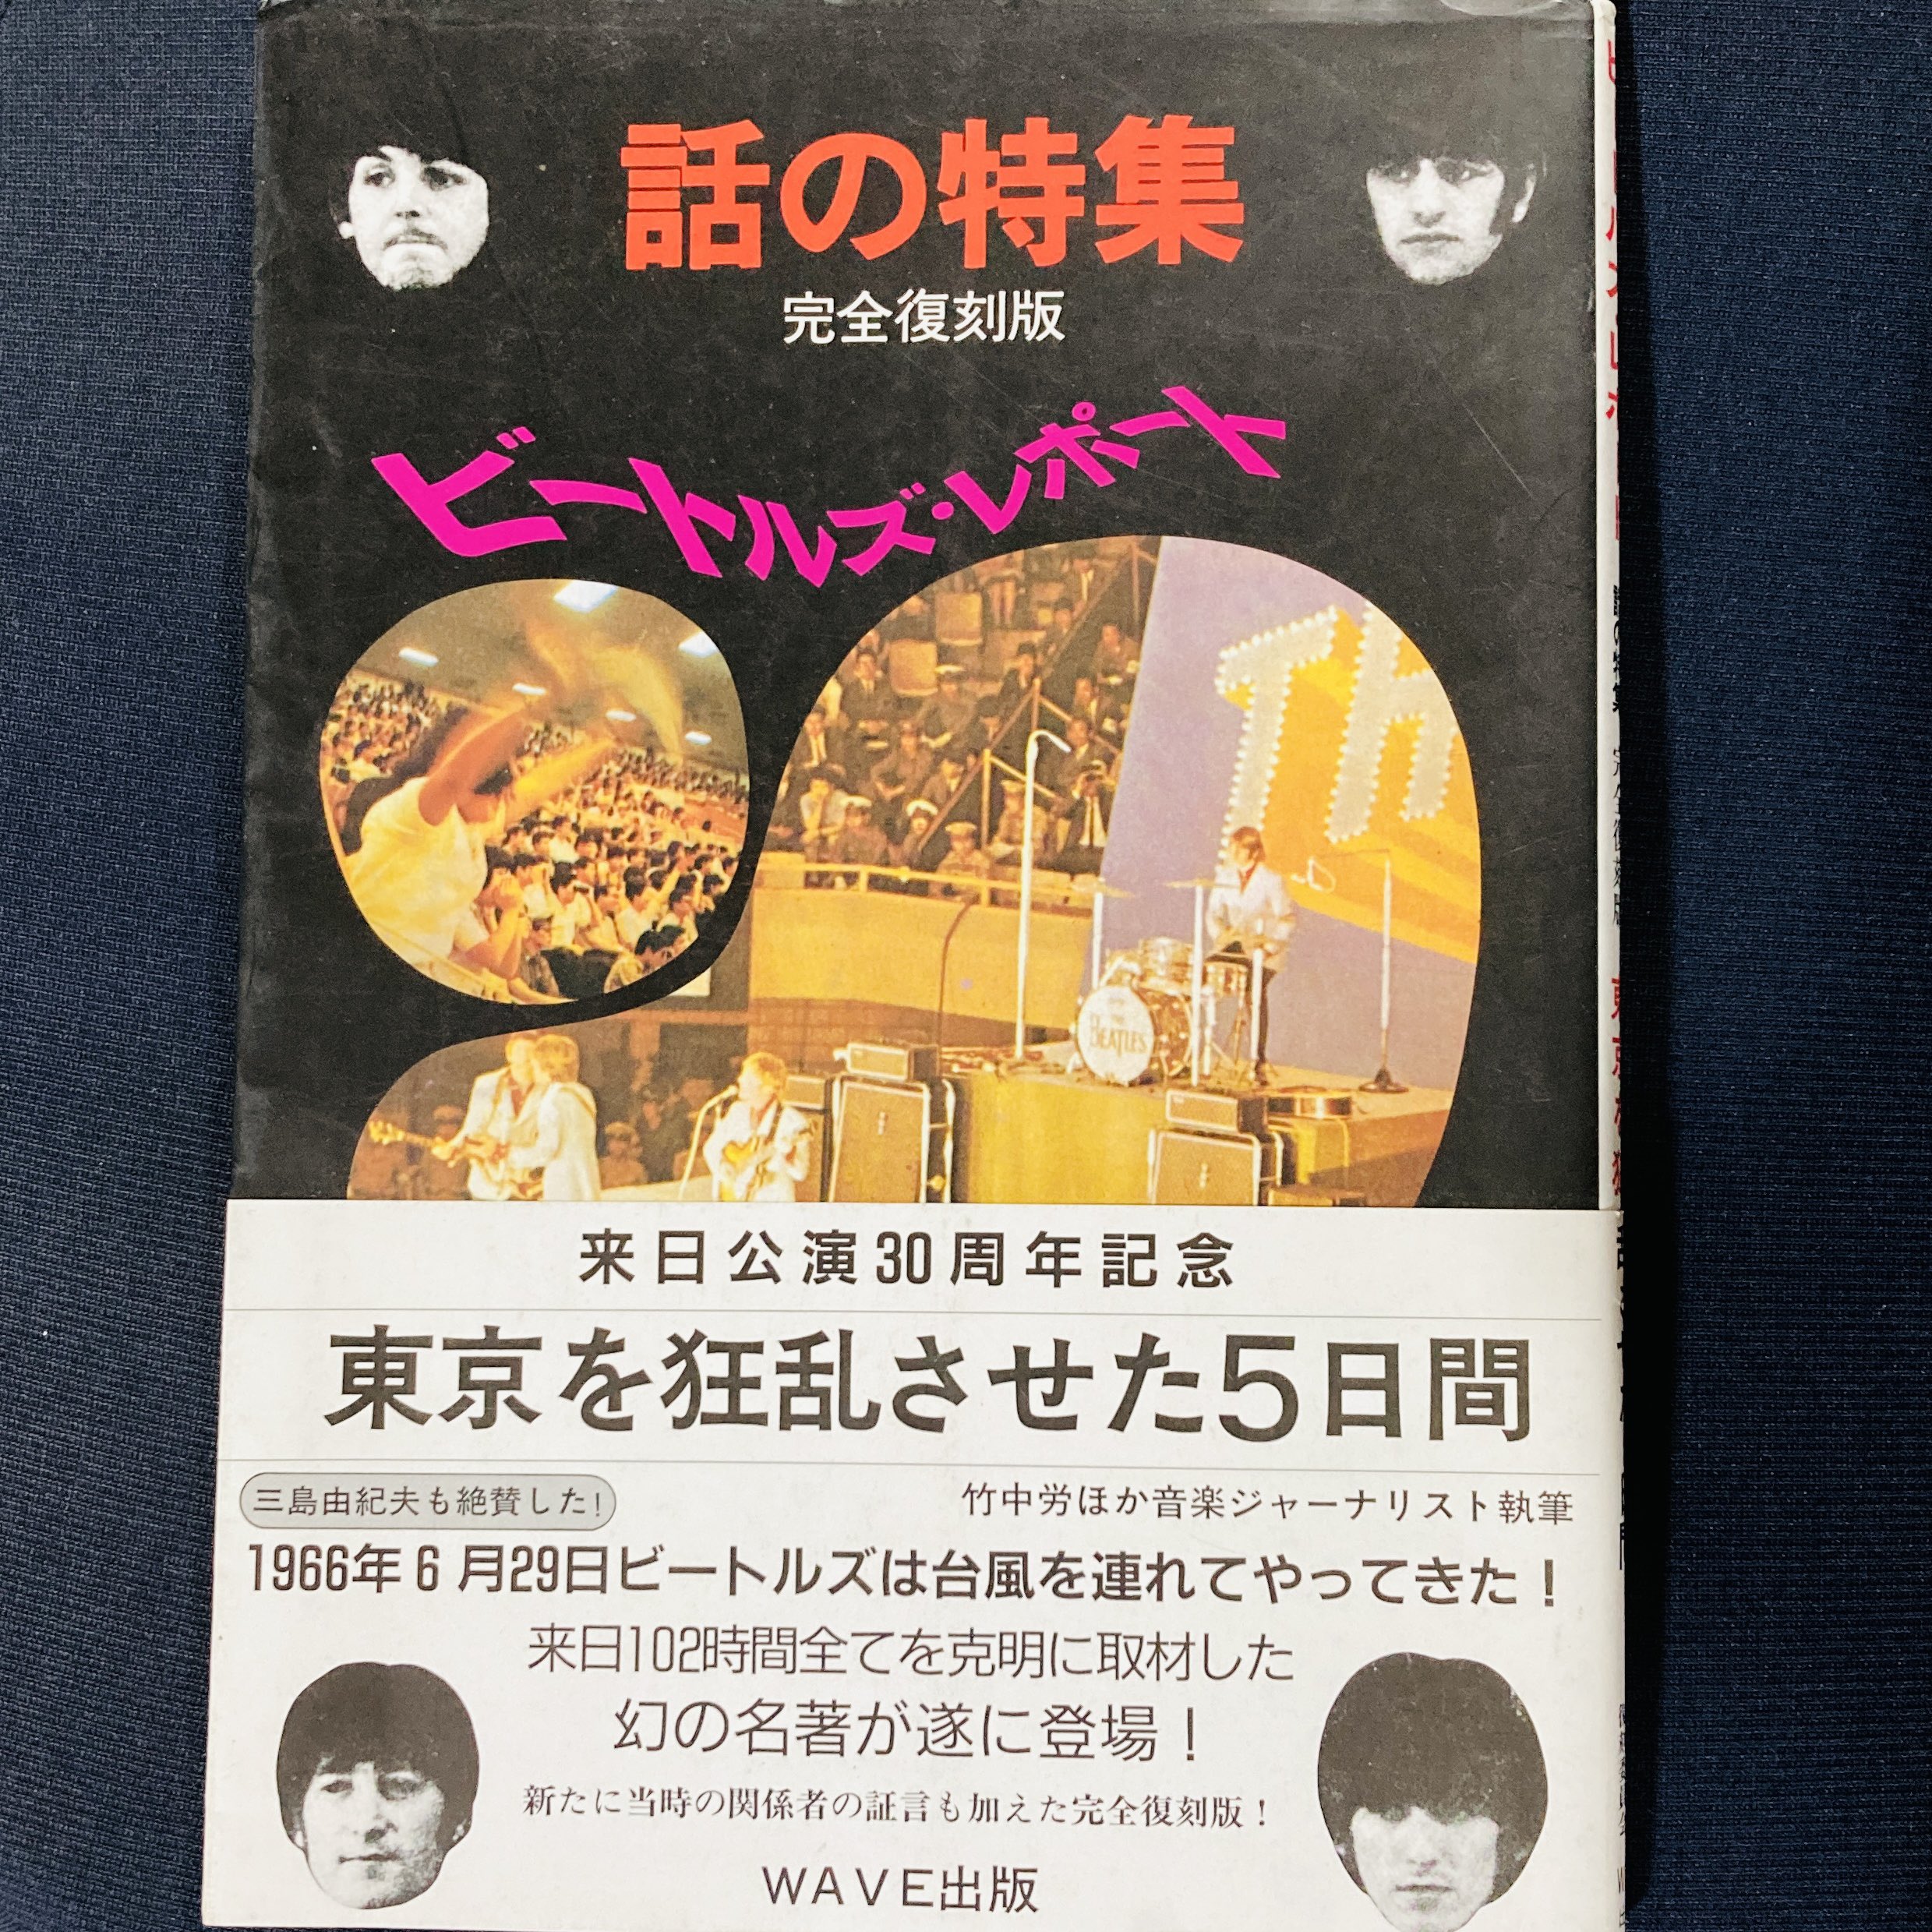 話の特集
完全復刻版
ビートルズ・レポート
Th
THE
BEATLES
来日公演30周年記念
東京を狂乱させた5日間
三島由紀夫も絶賛した!
竹中労ほか音楽ジャーナリスト執筆
1966年6月29日ビートルズは台風を連れてやってきた！
来日102時間全てを克明に取材した
幻の名著が遂に登場！
新たに当時の関係者の証言も加えた完全復刻版！
WAVE出版